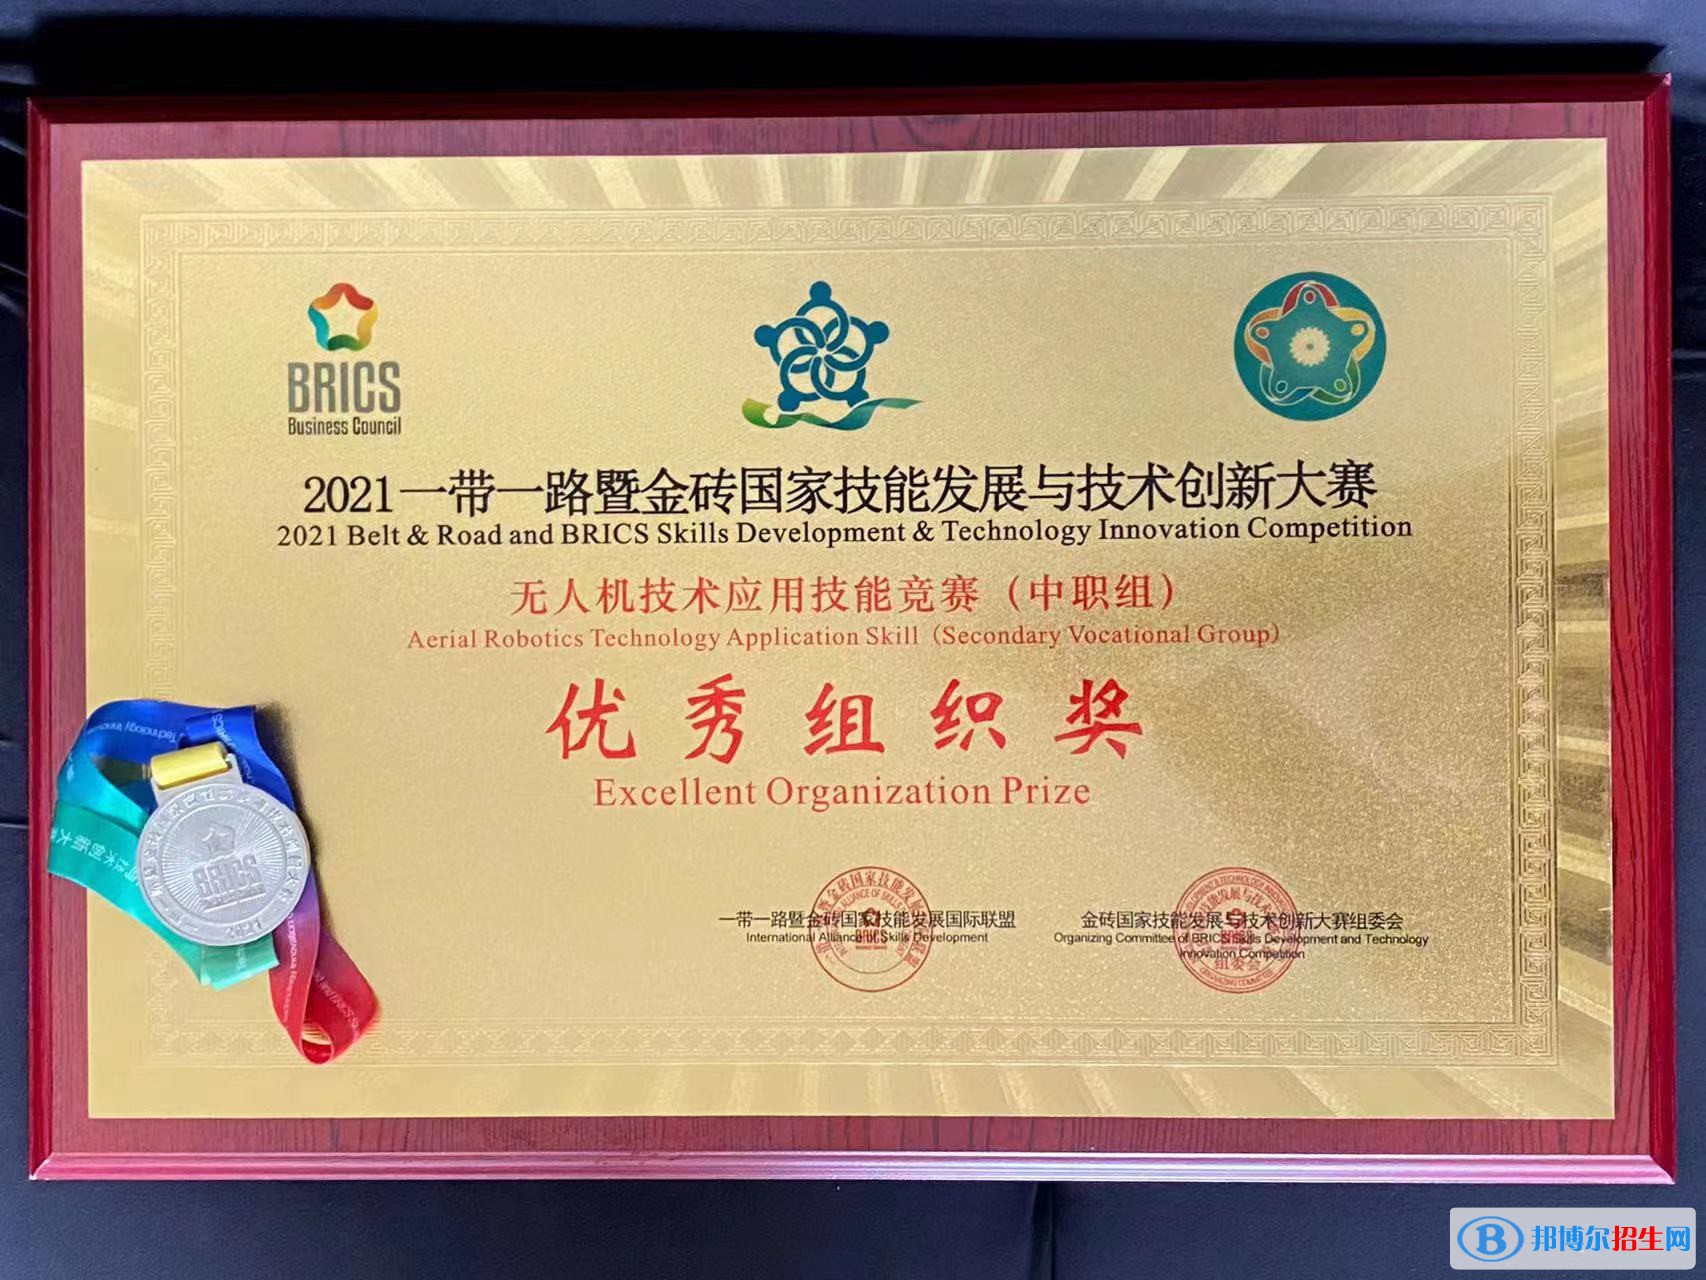 BRICS
Business Council
2021一带一路暨金砖国家技能发展与技术创新大赛
2021 Belt & Road and BRICS Skills Development & Technology Innovation Competition
无人机技术应用技能竞赛（中职组）
Aerial Robotics Technology Application Skill (Secondary Vocational Group)
优秀组织奖
Excellent Organization Prize
一带一路暨金砖国家技能发展国际联盟
International Alliance of Skills Development
金砖国家技能发展与技术创新大赛组委会
Organizing Committee of BRICS Skills Development and Technology
Innovation Competition
BRICS
邦博尔招生网